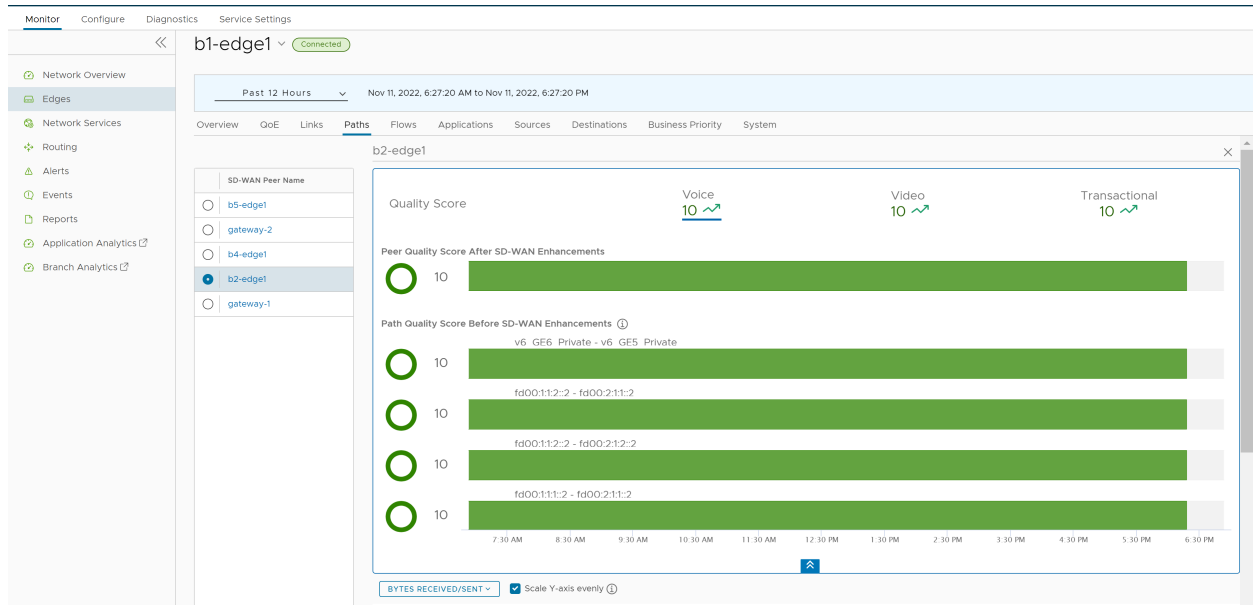 Monitor Configure Diagnostics Service Settings
b1-edge1 Connected
Network Overview
Edges
Network Services
Routing
Alerts
Events
Reports
Application Analytics
Branch Analytics
Past 12 Hours Nov 11, 2022, 6:27:20 AM to Nov 11, 2022, 6:27:20 PM
Overview QoE Links Paths Flows Applications Sources Destinations Business Priority System
SD-WAN Peer Name
b5-edge1
gateway-2
b4-edge1
b2-edge1
gateway-1
b2-edge1
Quality Score
Voice
10
Video
10
Transactional
10
Peer Quality Score After SD-WAN Enhancements
10
Path Quality Score Before SD-WAN Enhancements
v6_GE6_Private - v6_GE5_Private
10
fd00:1:1:2::2 - fd00:2:1:1::2
10
fd00:1:1:2::2 - fd00:2:1:2::2
10
fd00:1:1:1::2 - fd00:2:1:1::2
10
7:30 AM 8:30 AM 9:30 AM 10:30 AM 11:30 AM 12:30 PM 1:30 PM 2:30 PM 3:30 PM 4:30 PM 5:30 PM 6:30 PM
BYTES RECEIVED/SENT Scale Y-axis evenly